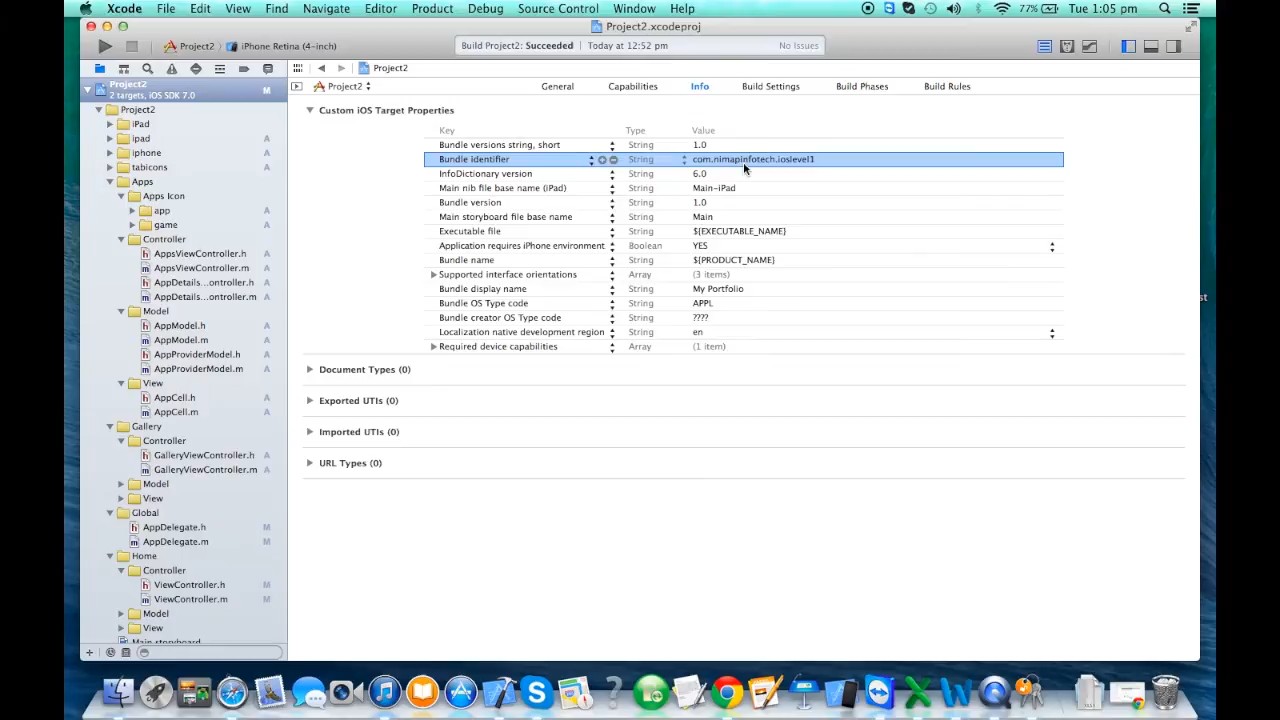 Xcode File Edit View Find Navigate Editor Product Debug Source Control Window Help 77% Tue 1:05 pm
Project2.xcodeproj
Project2 iPhone Retina (4-inch) Build Project2: Succeeded Today at 12:52 pm No Issues
Project2
Project2
2 targets, iOS SDK 7.0 M
Project2 General Capabilities Info Build Settings Build Phases Build Rules
Project2
iPad
ipad A
iphone A
tabicons A
Apps
Apps Icon
app A
game A
Controller
AppsViewController.h A
AppsViewController.m A
AppDetails...ontroller.h A
AppDetails...ontroller.m A
Model
AppModel.h A
AppModel.m A
AppProviderModel.h A
AppProviderModel.m A
View
AppCell.h A
AppCell.m A
Gallery
Controller
GalleryViewController.h A
GalleryViewController.m A
Model
View
Global
AppDelegate.h M
AppDelegate.m M
Home
Controller
ViewController.h M
ViewController.m M
Model
View
Main.storyboard
Custom iOS Target Properties
Key Type Value
Bundle versions string, short String 1.0
Bundle identifier String com.nimapinfotech.ioslevel1
InfoDictionary version String 6.0
Main nib file base name (iPad) String Main-iPad
Bundle version String 1.0
Main storyboard file base name String Main
Executable file String ${EXECUTABLE_NAME}
Application requires iPhone environment Boolean YES
Bundle name String ${PRODUCT_NAME}
Supported interface orientations Array (3 items)
Bundle display name String My Portfolio
Bundle OS Type code String APPL
Bundle creator OS Type code String ????
Localization native development region String en
Required device capabilities Array (1 item)
Document Types (0)
Exported UTIs (0)
Imported UTIs (0)
URL Types (0)
st